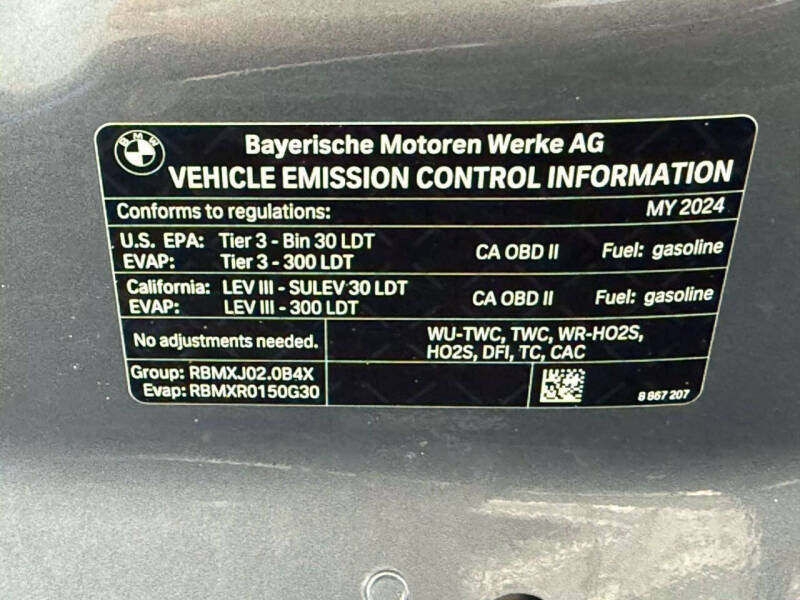 BMW
Bayerische Motoren Werke AG
VEHICLE EMISSION CONTROL INFORMATION
Conforms to regulations: MY 2024
U.S. EPA: Tier 3 - Bin 30 LDT CA OBD II Fuel: gasoline
EVAP: Tier 3 - 300 LDT
California: LEV III - SULEV 30 LDT CA OBD II Fuel: gasoline
EVAP: LEV III - 300 LDT
No adjustments needed.
WU-TWC, TWC, WR-HO2S,
HO2S, DFI, TC, CAC
Group: RBMXJ02.0B4X
Evap: RBMXR0150G30
8 867 207